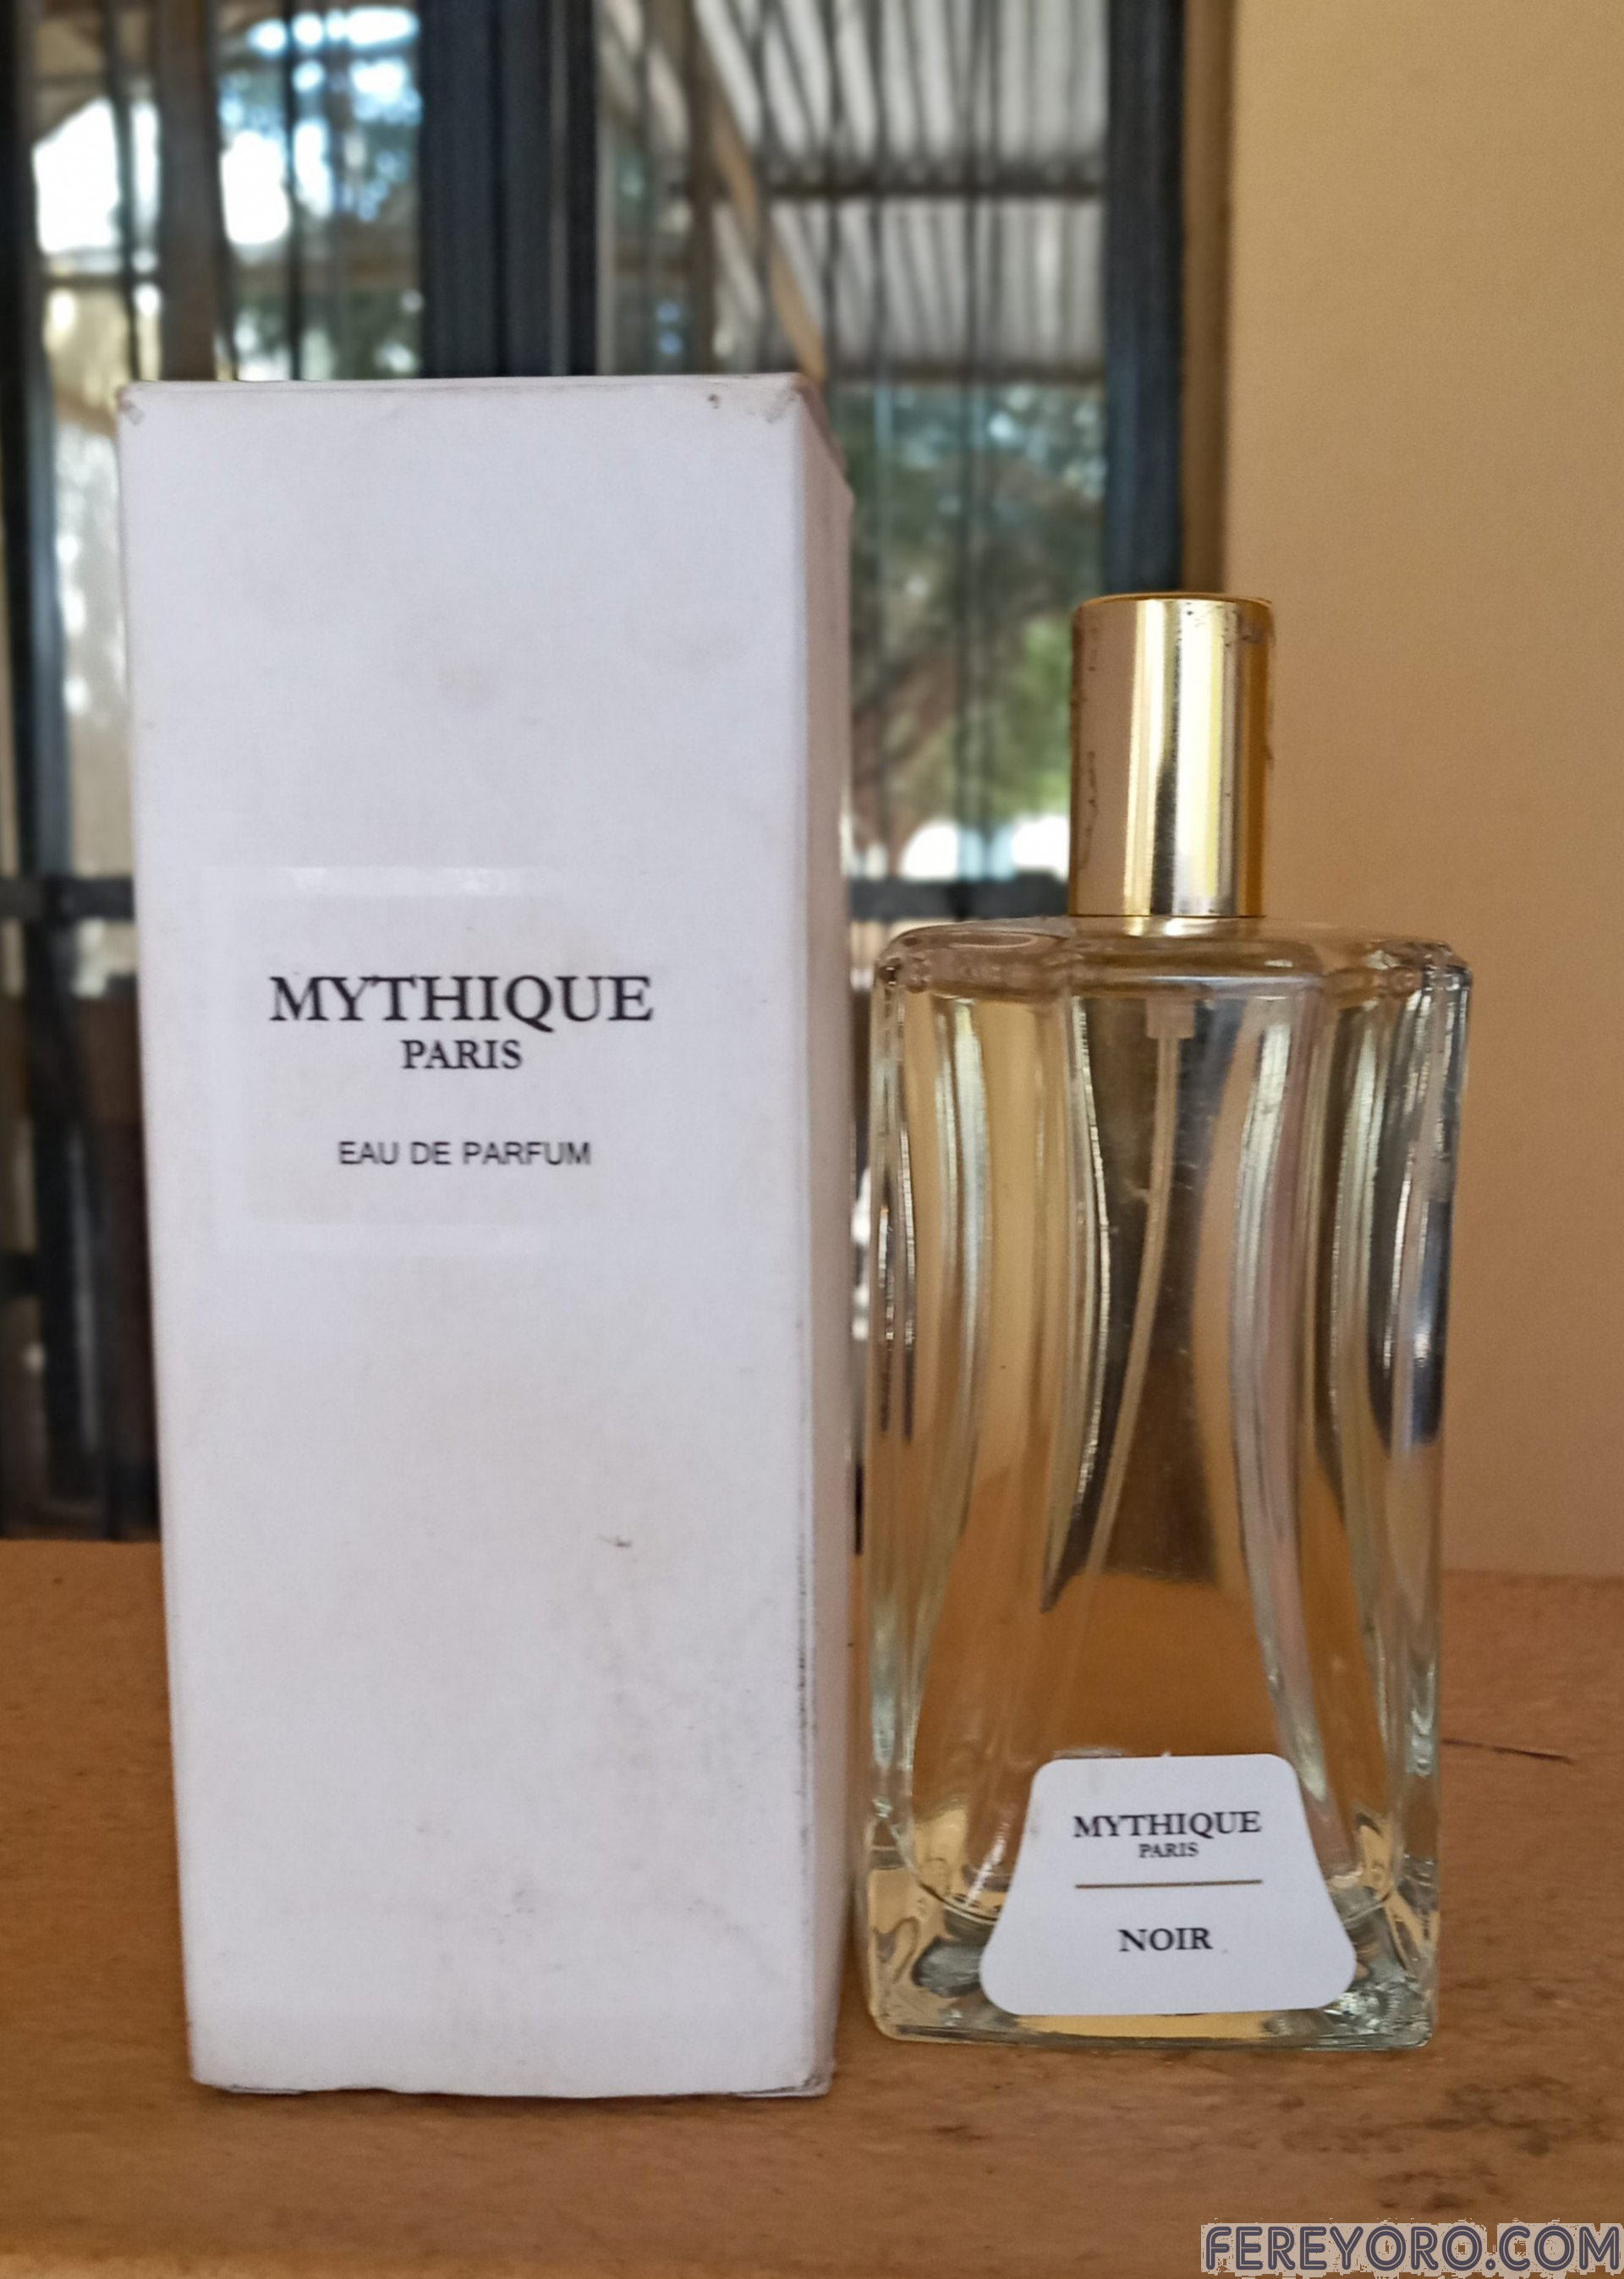 MYTHIQUE
PARIS
EAU DE PARFUM
MYTHIQUE
PARIS
NOIR
FEREYORO.COM